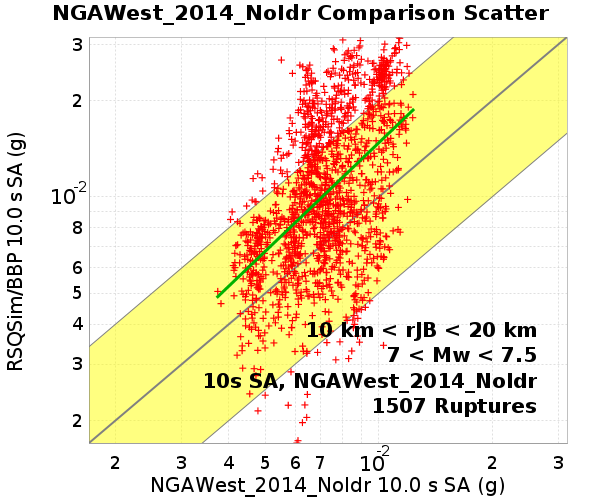 NGAWest_2014_NoIdr Comparison Scatter
RSQSim/BBP 10.0 s SA (g)
3
2
10⁻²
8
6
5
4
3
2
10 km < rJB < 20 km
7 < Mw < 7.5
10s SA, NGAWest_2014_NoIdr
1507 Ruptures
2 3 4 5 6 7 10⁻² 2 3
NGAWest_2014_NoIdr 10.0 s SA (g)